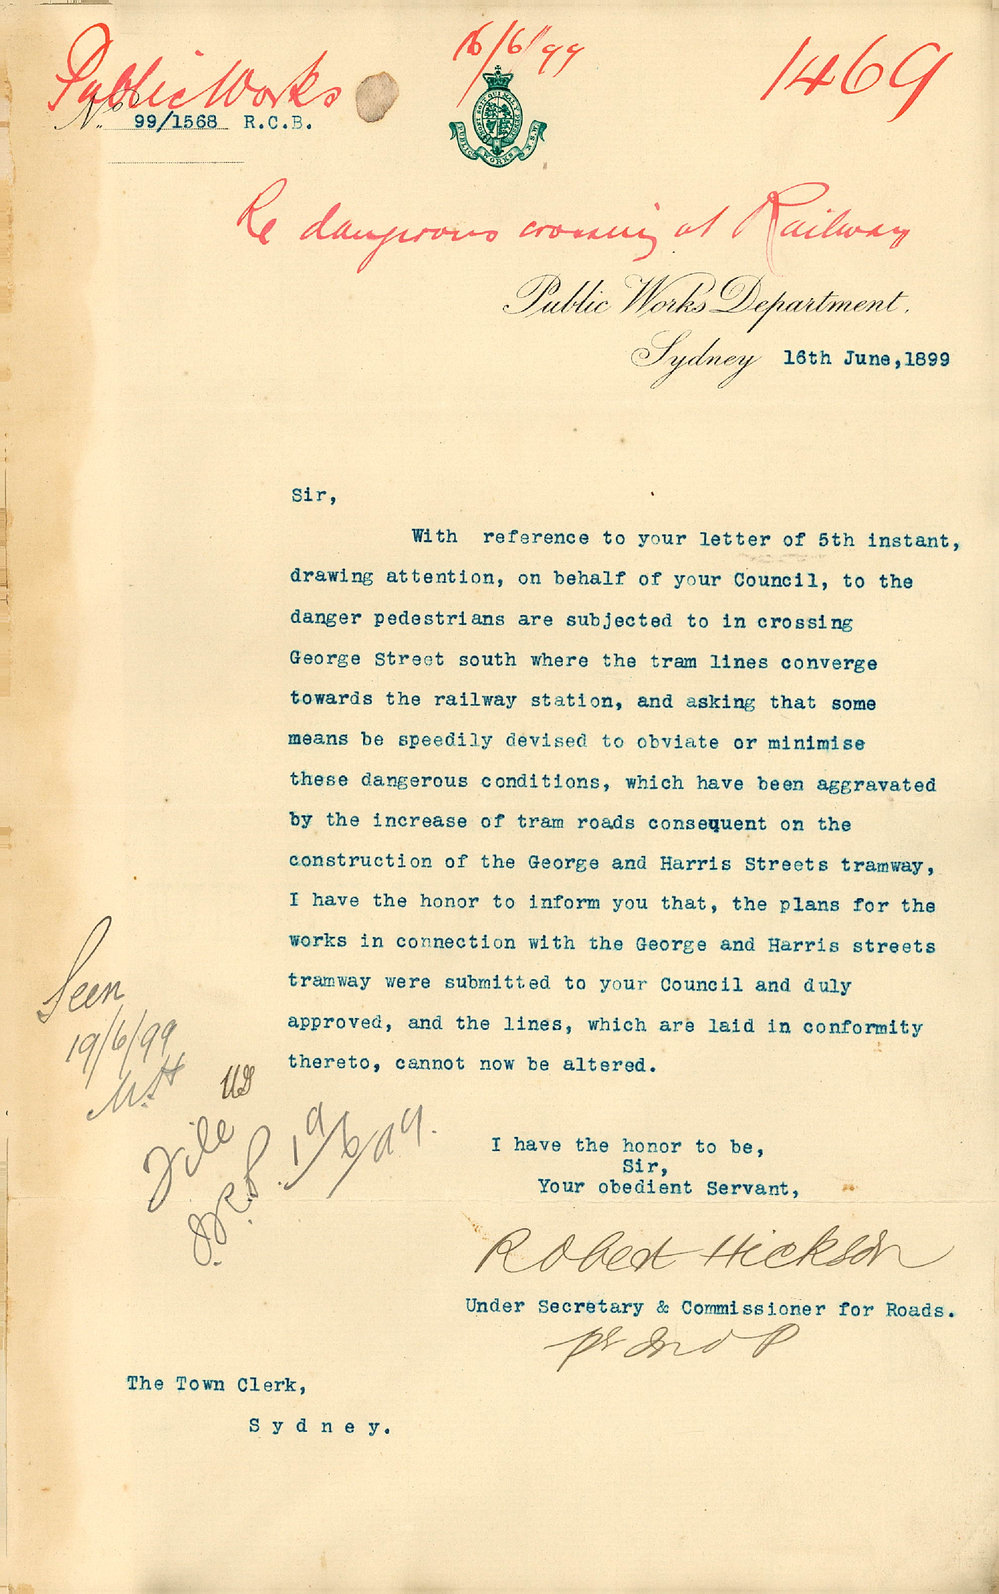 Public Works
16/6/99
1469
No. 99/1568 R.C.B.
PUBLIC WORKS N.S.W.
Re dangerous crossing at Railway
Public Works Department.
Sydney 16th June,1899
Sir,
With reference to your letter of 5th instant,
drawing attention, on behalf of your Council, to the
danger pedestrians are subjected to in crossing
George Street south where the tram lines converge
towards the railway station, and asking that some
means be speedily devised to obviate or minimise
these dangerous conditions, which have been aggravated
by the increase of tram roads consequent on the
construction of the George and Harris Streets tramway,
I have the honor to inform you that, the plans for the
works in connection with the George and Harris streets
tramway were submitted to your Council and duly
approved, and the lines, which are laid in conformity
thereto, cannot now be altered.
Seen
19/6/99
File
19/6/99.
I have the honor to be,
Sir,
Your obedient Servant,
Robert Hickson
Under Secretary & Commissioner for Roads.
The Town Clerk,
Sydney.